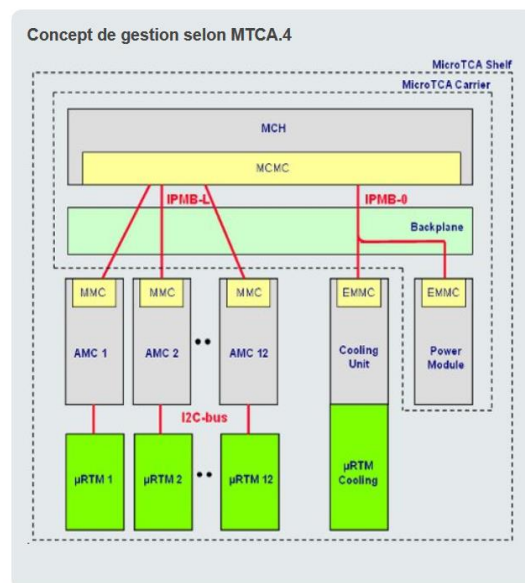 Concept de gestion selon MTCA.4
MicroTCA Shelf
MicroTCA Carrier
MCH
MCMC
IPMB-L
IPMB-0
Backplane
MMC
MMC
MMC
EMMC
EMMC
AMC 1
AMC 2
AMC 12
Cooling
Unit
Power
Module
I2C-bus
µRTM 1
µRTM 2
µRTM 12
µRTM
Cooling